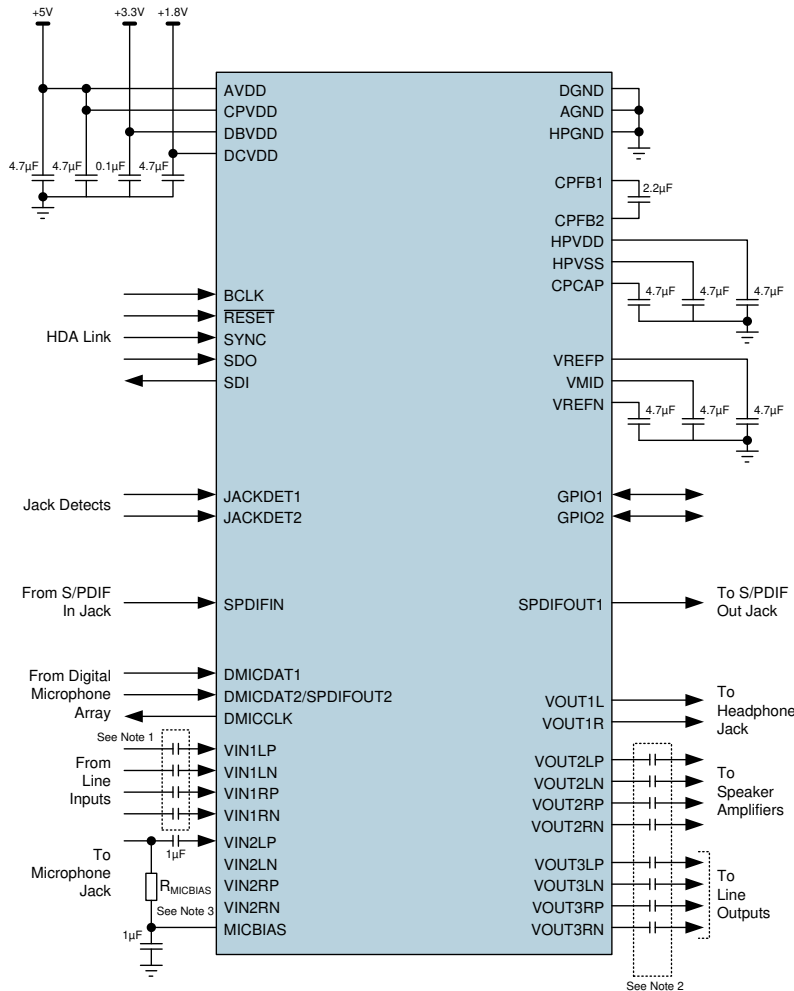 +5V
+3.3V
+1.8V
AVDD
CPVDD
DBVDD
DCVDD
4.7µF
4.7µF
0.1µF
4.7µF
DGND
AGND
HPGND
CPFB1
2.2µF
CPFB2
HPVDD
HPVSS
CPCAP
4.7µF
4.7µF
4.7µF
HDA Link
BCLK
RESET
SYNC
SDO
SDI
VREFP
VMID
VREFN
4.7µF
4.7µF
4.7µF
Jack Detects
JACKDET1
JACKDET2
GPIO1
GPIO2
From S/PDIF
In Jack
SPDIFIN
SPDIFOUT1
To S/PDIF
Out Jack
From Digital
Microphone
Array
DMICDAT1
DMICDAT2/SPDIFOUT2
DMICCLK
VOUT1L
VOUT1R
To
Headphone
Jack
See Note 1
From
Line
Inputs
VIN1LP
VIN1LN
VIN1RP
VIN1RN
VOUT2LP
VOUT2LN
VOUT2RP
VOUT2RN
To
Speaker
Amplifiers
To
Microphone
Jack
1µF
VIN2LP
VIN2LN
VIN2RP
VIN2RN
MICBIAS
RMICBIAS
See Note 3
1µF
VOUT3LP
VOUT3LN
VOUT3RP
VOUT3RN
To
Line
Outputs
See Note 2